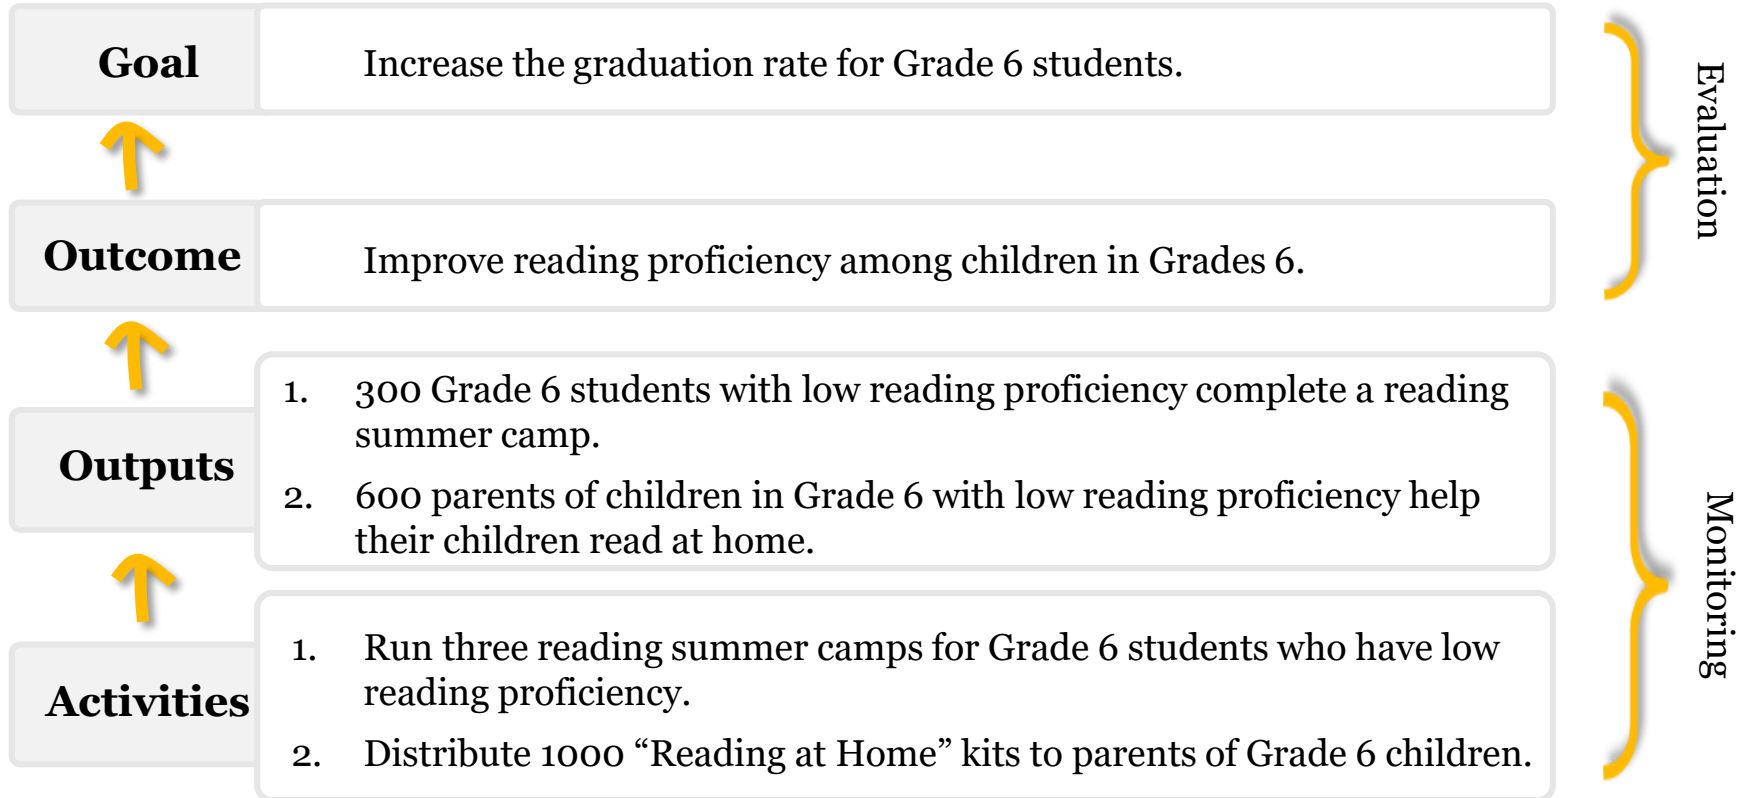 Goal
Increase the graduation rate for Grade 6 students.
Evaluation
Outcome
Improve reading proficiency among children in Grades 6.
Outputs
1. 300 Grade 6 students with low reading proficiency complete a reading
summer camp.
2. 600 parents of children in Grade 6 with low reading proficiency help
their children read at home.
Monitoring
Activities
1. Run three reading summer camps for Grade 6 students who have low
reading proficiency.
2. Distribute 1000 “Reading at Home” kits to parents of Grade 6 children.